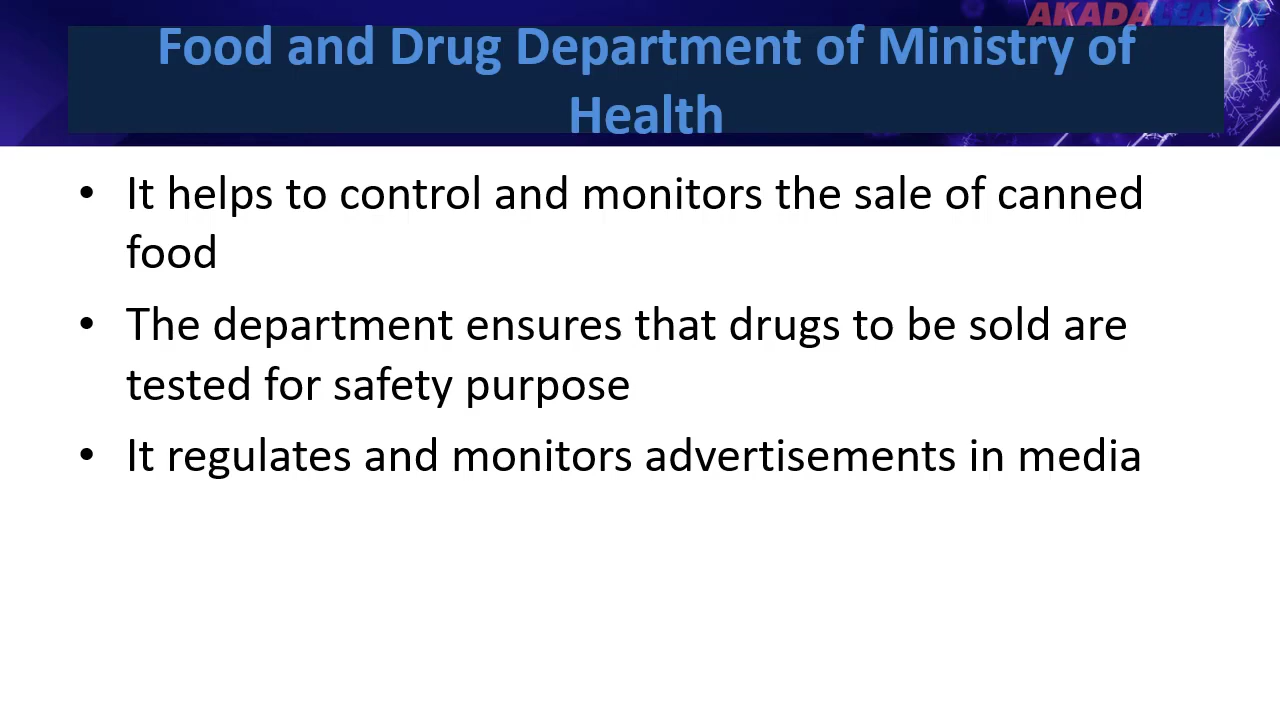 AKADALEARN
Food and Drug Department of Ministry of
Health
• It helps to control and monitors the sale of canned
food
• The department ensures that drugs to be sold are
tested for safety purpose
• It regulates and monitors advertisements in media